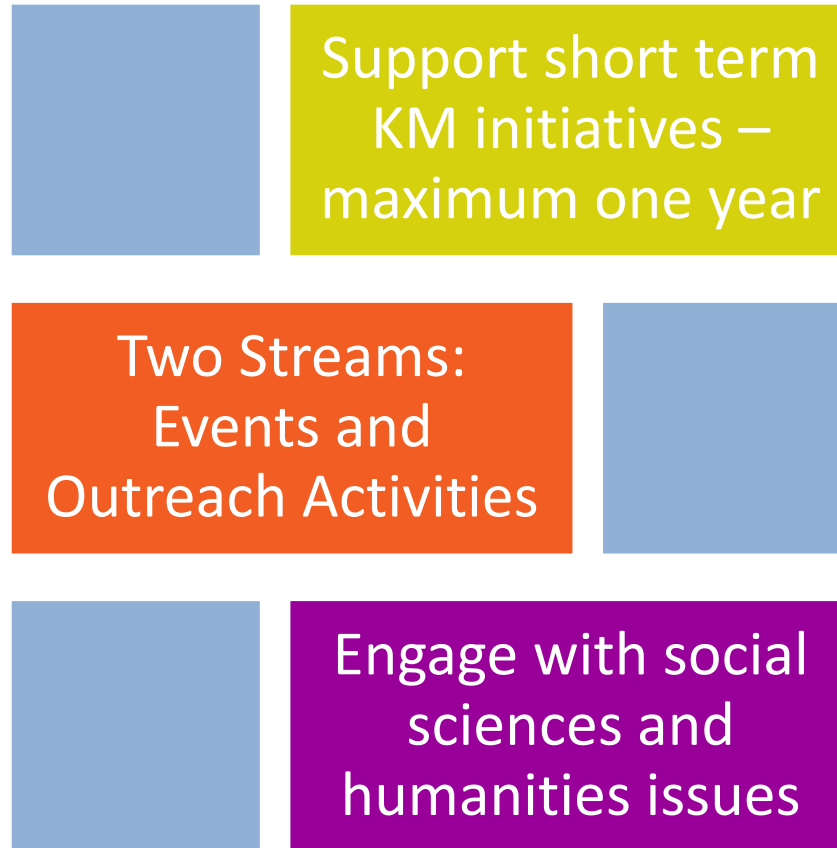 Support short term
KM initiatives –
maximum one year
Two Streams:
Events and
Outreach Activities
Engage with social
sciences and
humanities issues